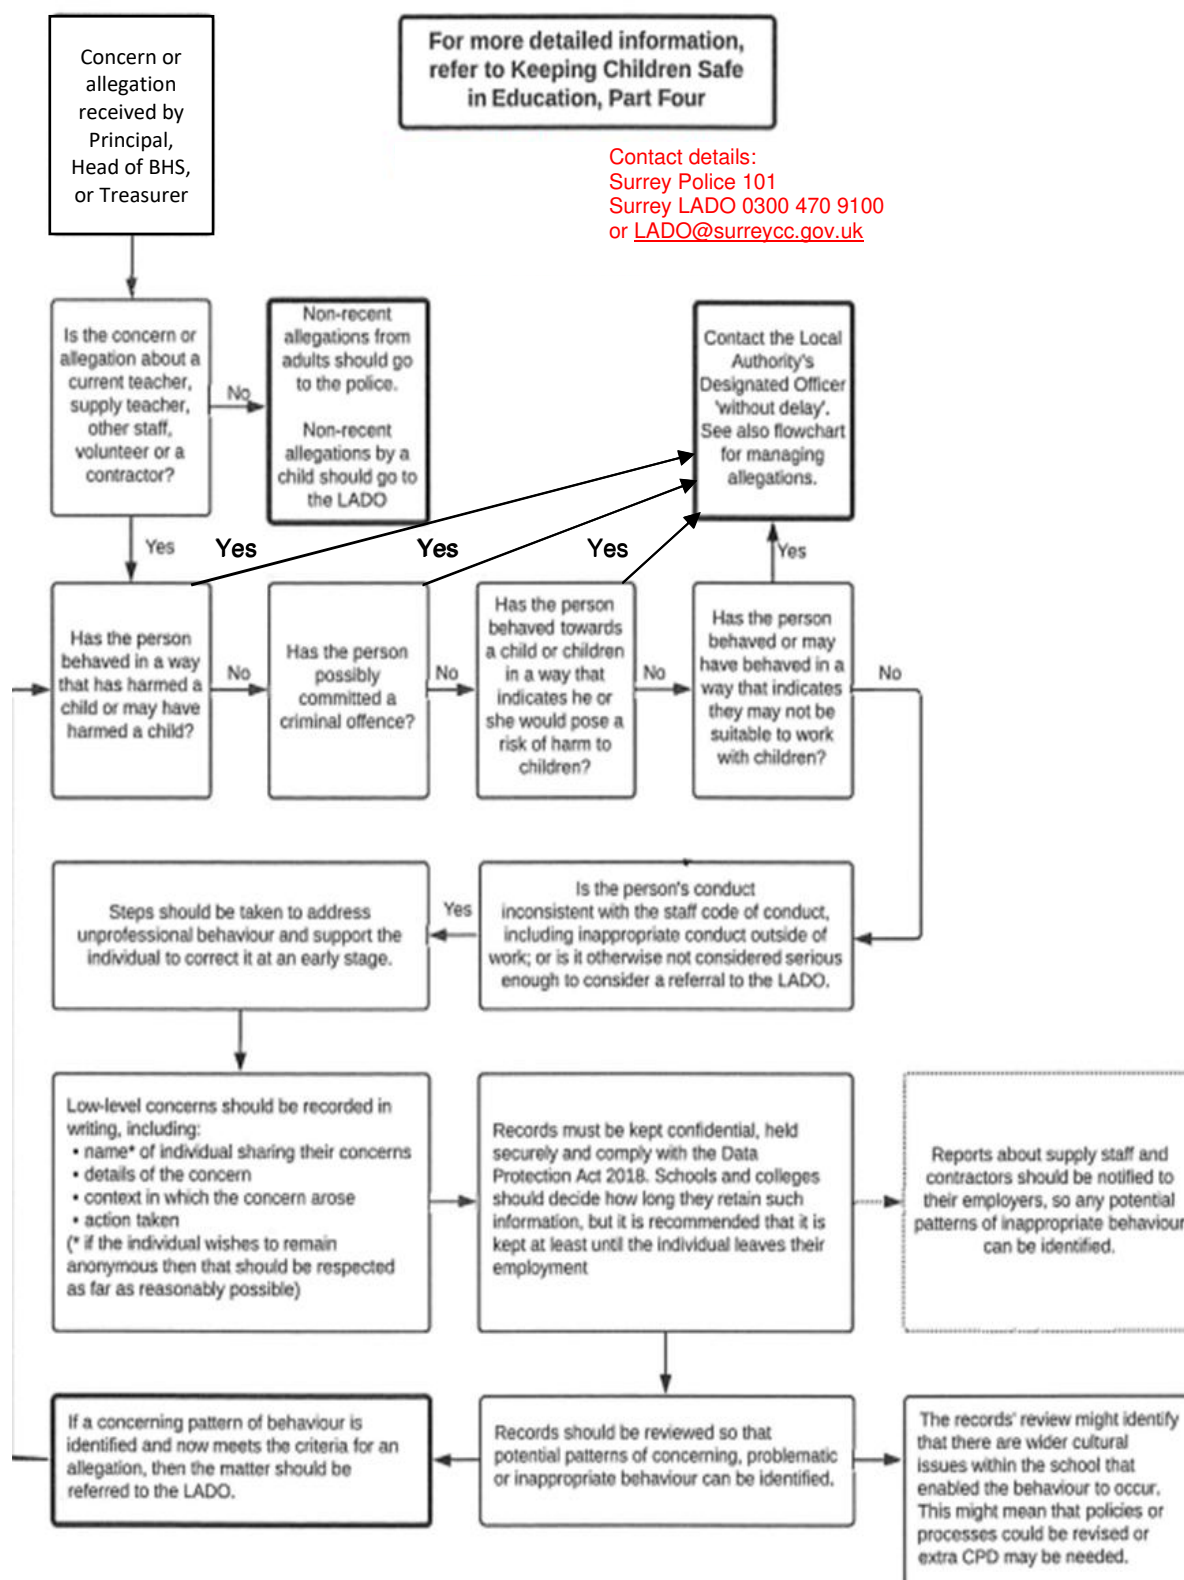 Concern or
allegation
received by
Principal,
Head of BHS,
or Treasurer
For more detailed information,
refer to Keeping Children Safe
in Education, Part Four
Contact details:
Surrey Police 101
Surrey LADO 0300 470 9100
or LADO@surreycc.gov.uk
Is the concern or
allegation about a
current teacher,
supply teacher,
other staff,
volunteer or a
contractor?
No
Non-recent
allegations from
adults should go
to the police.
Non-recent
allegations by a
child should go to
the LADO
Contact the Local
Authority's
Designated Officer
'without delay'.
See also flowchart
for managing
allegations.
Yes
Yes
Yes
Yes
Yes
Has the person
behaved in a way
that has harmed a
child or may have
harmed a child?
No
Has the person
possibly
committed a
criminal offence?
No
Has the person
behaved towards
a child or children
in a way that
indicates he or
she would pose a
risk of harm to
children?
No
Has the person
behaved or may
have behaved in a
way that indicates
they may not be
suitable to work
with children?
No
Steps should be taken to address
unprofessional behaviour and support the
individual to correct it at an early stage.
Yes
Is the person's conduct
inconsistent with the staff code of conduct,
including inappropriate conduct outside of
work; or is it otherwise not considered serious
enough to consider a referral to the LADO.
Low-level concerns should be recorded in
writing, including:
• name* of individual sharing their concerns
• details of the concern
• context in which the concern arose
• action taken
(* if the individual wishes to remain
anonymous then that should be respected
as far as reasonably possible)
Records must be kept confidential, held
securely and comply with the Data
Protection Act 2018. Schools and colleges
should decide how long they retain such
information, but it is recommended that it is
kept at least until the individual leaves their
employment
Reports about supply staff and
contractors should be notified to
their employers, so any potential
patterns of inappropriate behaviour
can be identified.
If a concerning pattern of behaviour is
identified and now meets the criteria for an
allegation, then the matter should be
referred to the LADO.
Records should be reviewed so that
potential patterns of concerning, problematic
or inappropriate behaviour can be identified.
The records' review might identify
that there are wider cultural
issues within the school that
enabled the behaviour to occur.
This might mean that policies or
processes could be revised or
extra CPD may be needed.